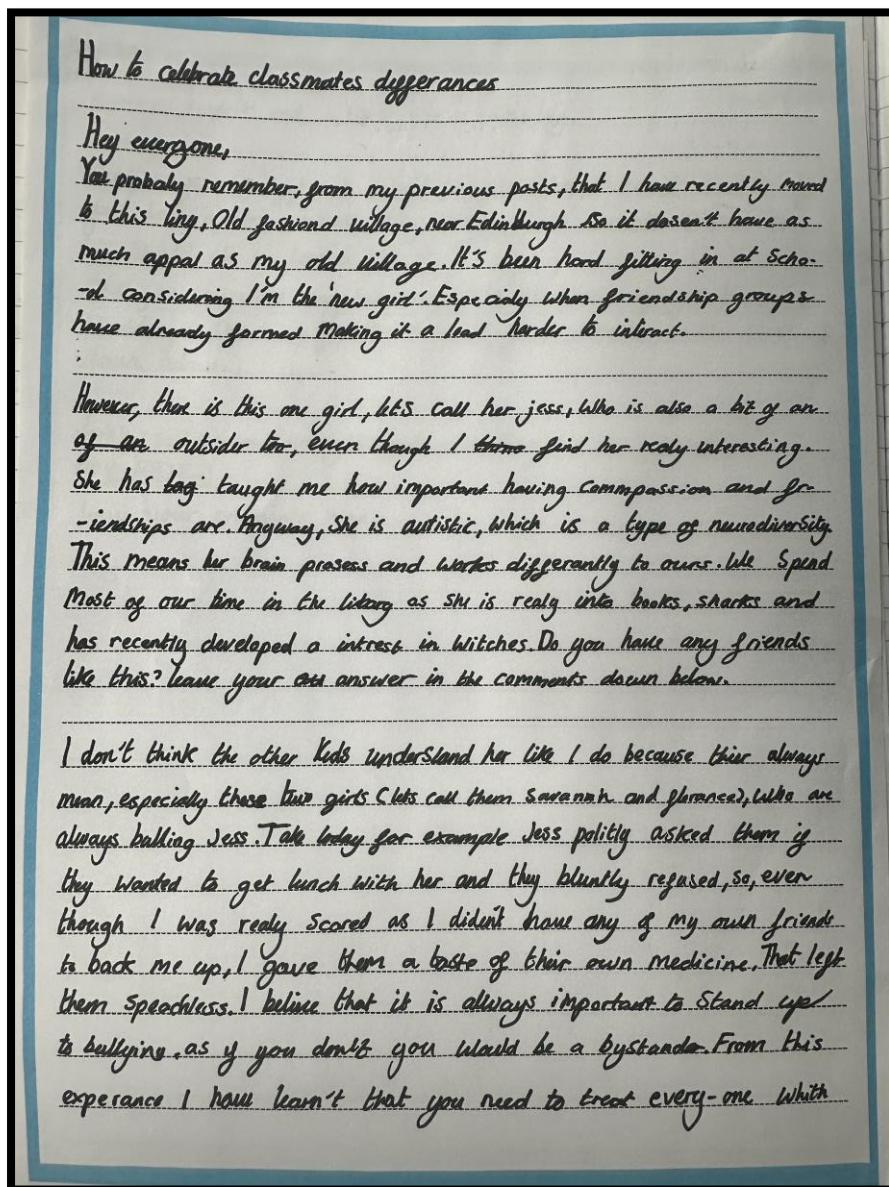 How to celebrate classmates differances
Hey everyone,
You probaly remember, from my previous posts, that I have recently moved
to this tiny, Old fashiond village, near Edinburgh so it dosen't have as
much appal as my old village. It's been hard fitting in at scho-
-ol considering I'm the 'new girl'. Especialy when friendship groups
have already formed making it a load harder to interact.
However, there is this one girl, let's call her, jess, Who is also a bit of an
of an outsider too, even though I find her realy interesting.
She has taught me how important having commpassion and fr-
-iendships are. Anyway, She is autistic, which is a type of neurodiversity.
This means her brain prosess and works differantly to ours. We Spend
Most of our time in the libary as she is realy into books, sharks and
has recently developed a intrest in Witches. Do you have any friends
like this? leave your answer in the comments down below.
I don't think the other Kids understand her like I do because thier always
mean, especially these two girls (lets call them Savannah and florance), Who are
always balling Jess. Take today for example Jess politly asked them if
they wanted to get lunch with her and they bluntly refused, so, even
though I was realy scared as I dident have any of my own friends
to back me up, I gave them a taste of their own medicine. That left
them speachless. I belive that it is always important to Stand up
to bullying, as if you don't you would be a bystander. From this
experance I have learn't that you need to treat every-one Whith